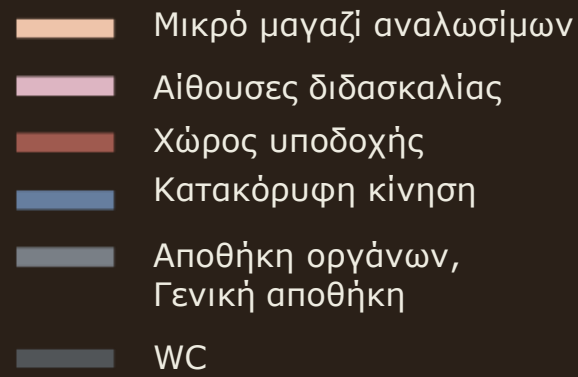 Μικρό μαγαζί αναλωσίμων
Αίθουσες διδασκαλίας
Χώρος υποδοχής
Κατακόρυφη κίνηση
Αποθήκη οργάνων,
Γενική αποθήκη
WC